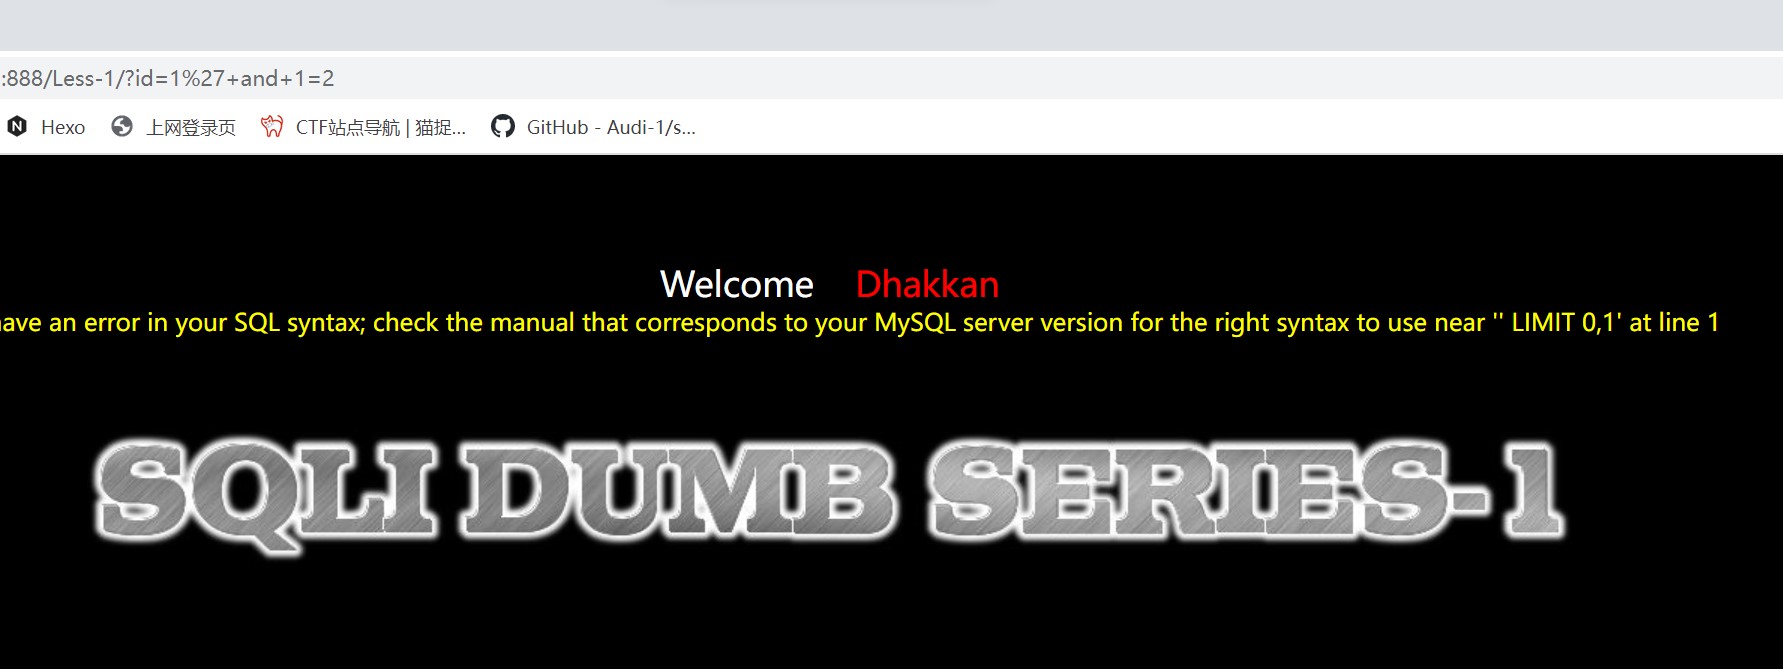 :888/Less-1/?id=1%27+and+1=2
Hexo 上网登录页 CTF站点导航 | 猫捉... GitHub - Audi-1/s...
Welcome Dhakkan
have an error in your SQL syntax; check the manual that corresponds to your MySQL server version for the right syntax to use near '' LIMIT 0,1' at line 1
SQLI DUMB SERIES-1